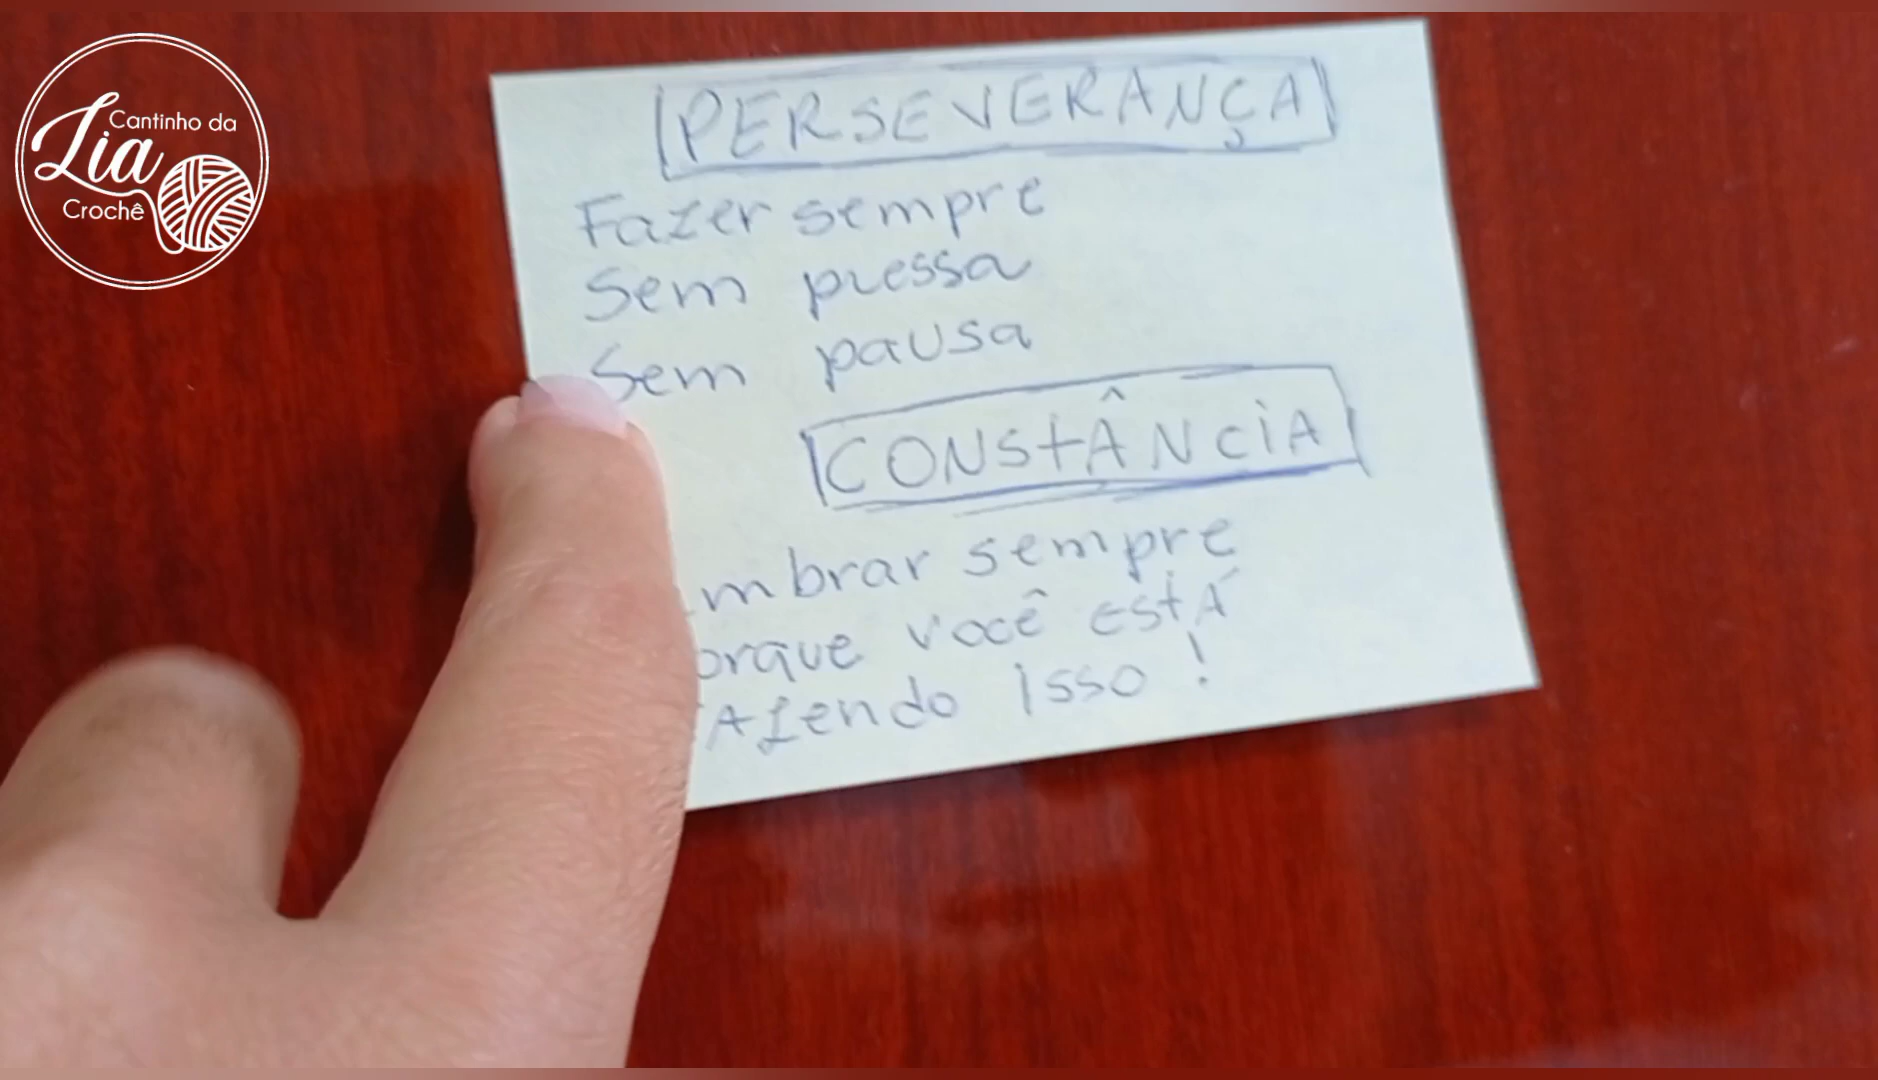 Cantinho da
Lia
Crochê
PERSEVERANÇA
Fazer sempre
Sem pressa
Sem pausa
CONSTÂNCIA
mbrar sempre
orque você está
Azendo isso!